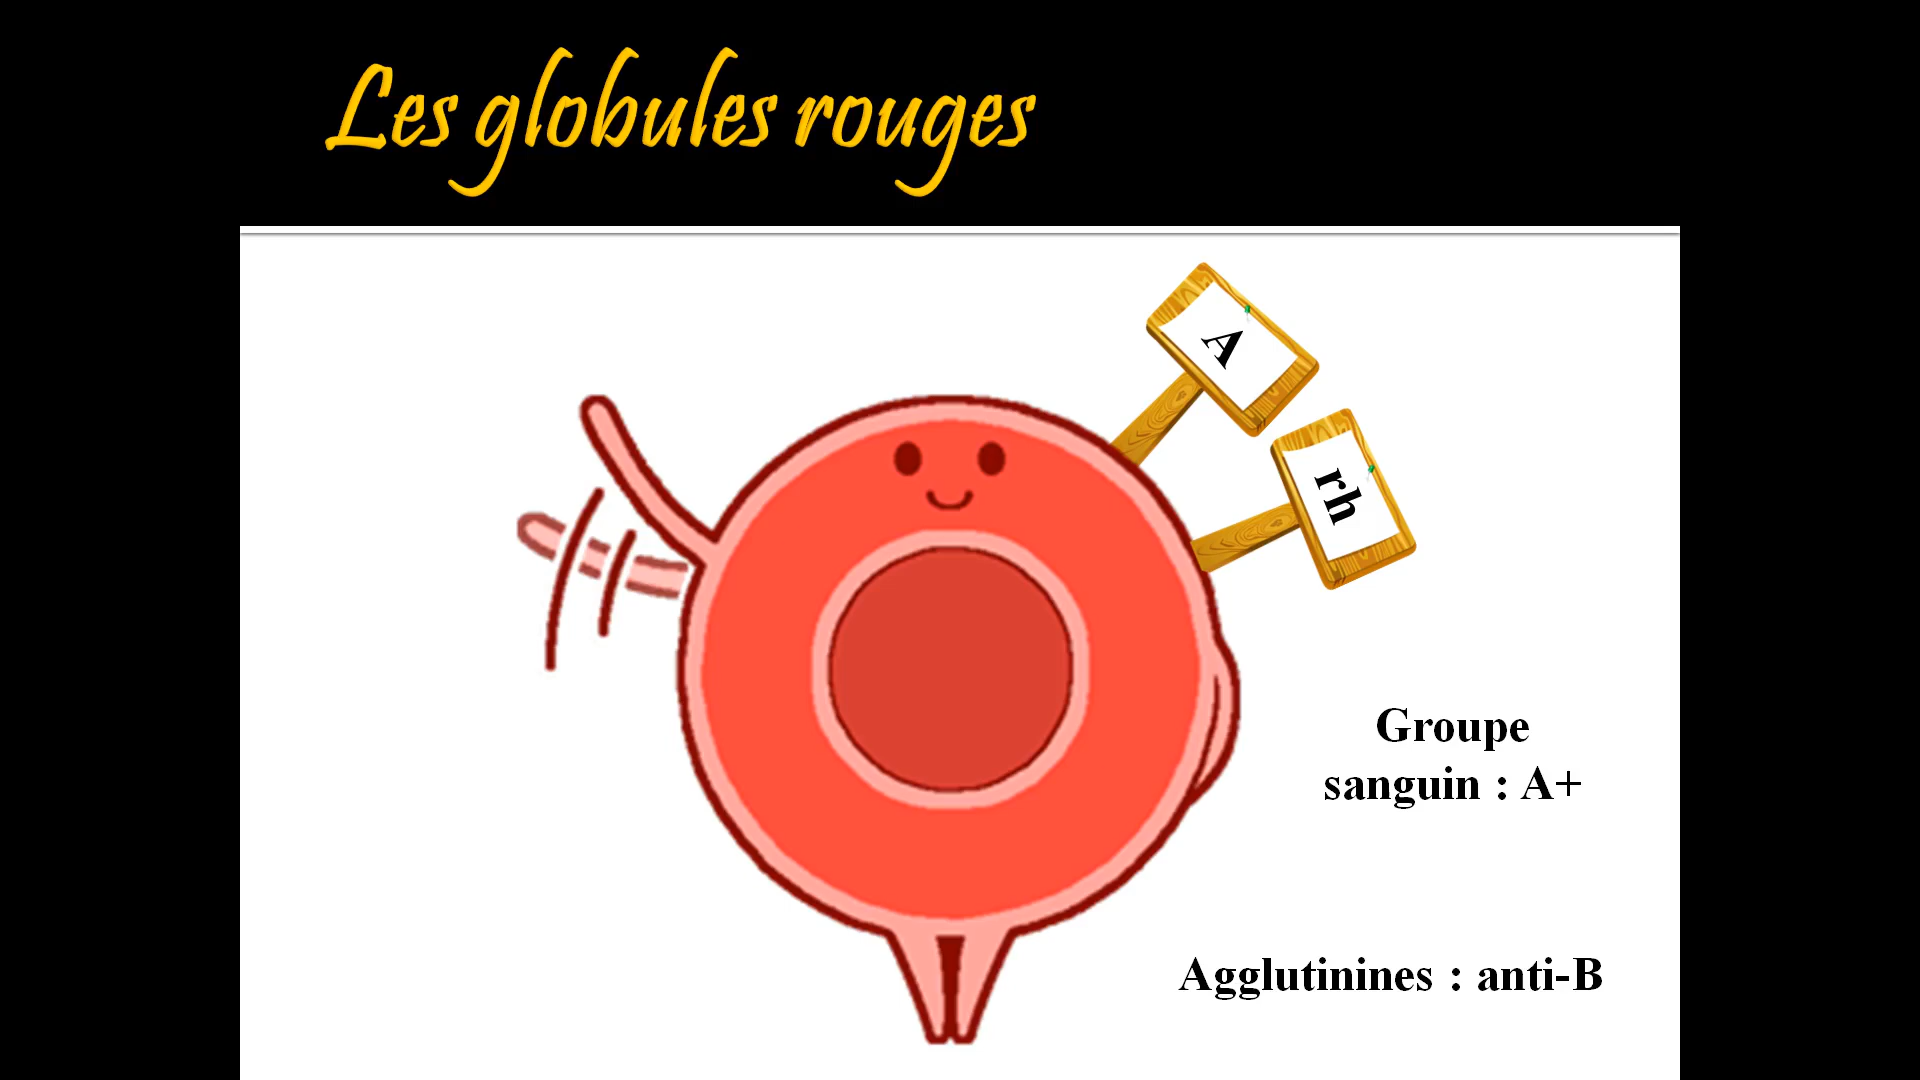 Les globules rouges
A
rh
Groupe
sanguin : A+
Agglutinines : anti-B